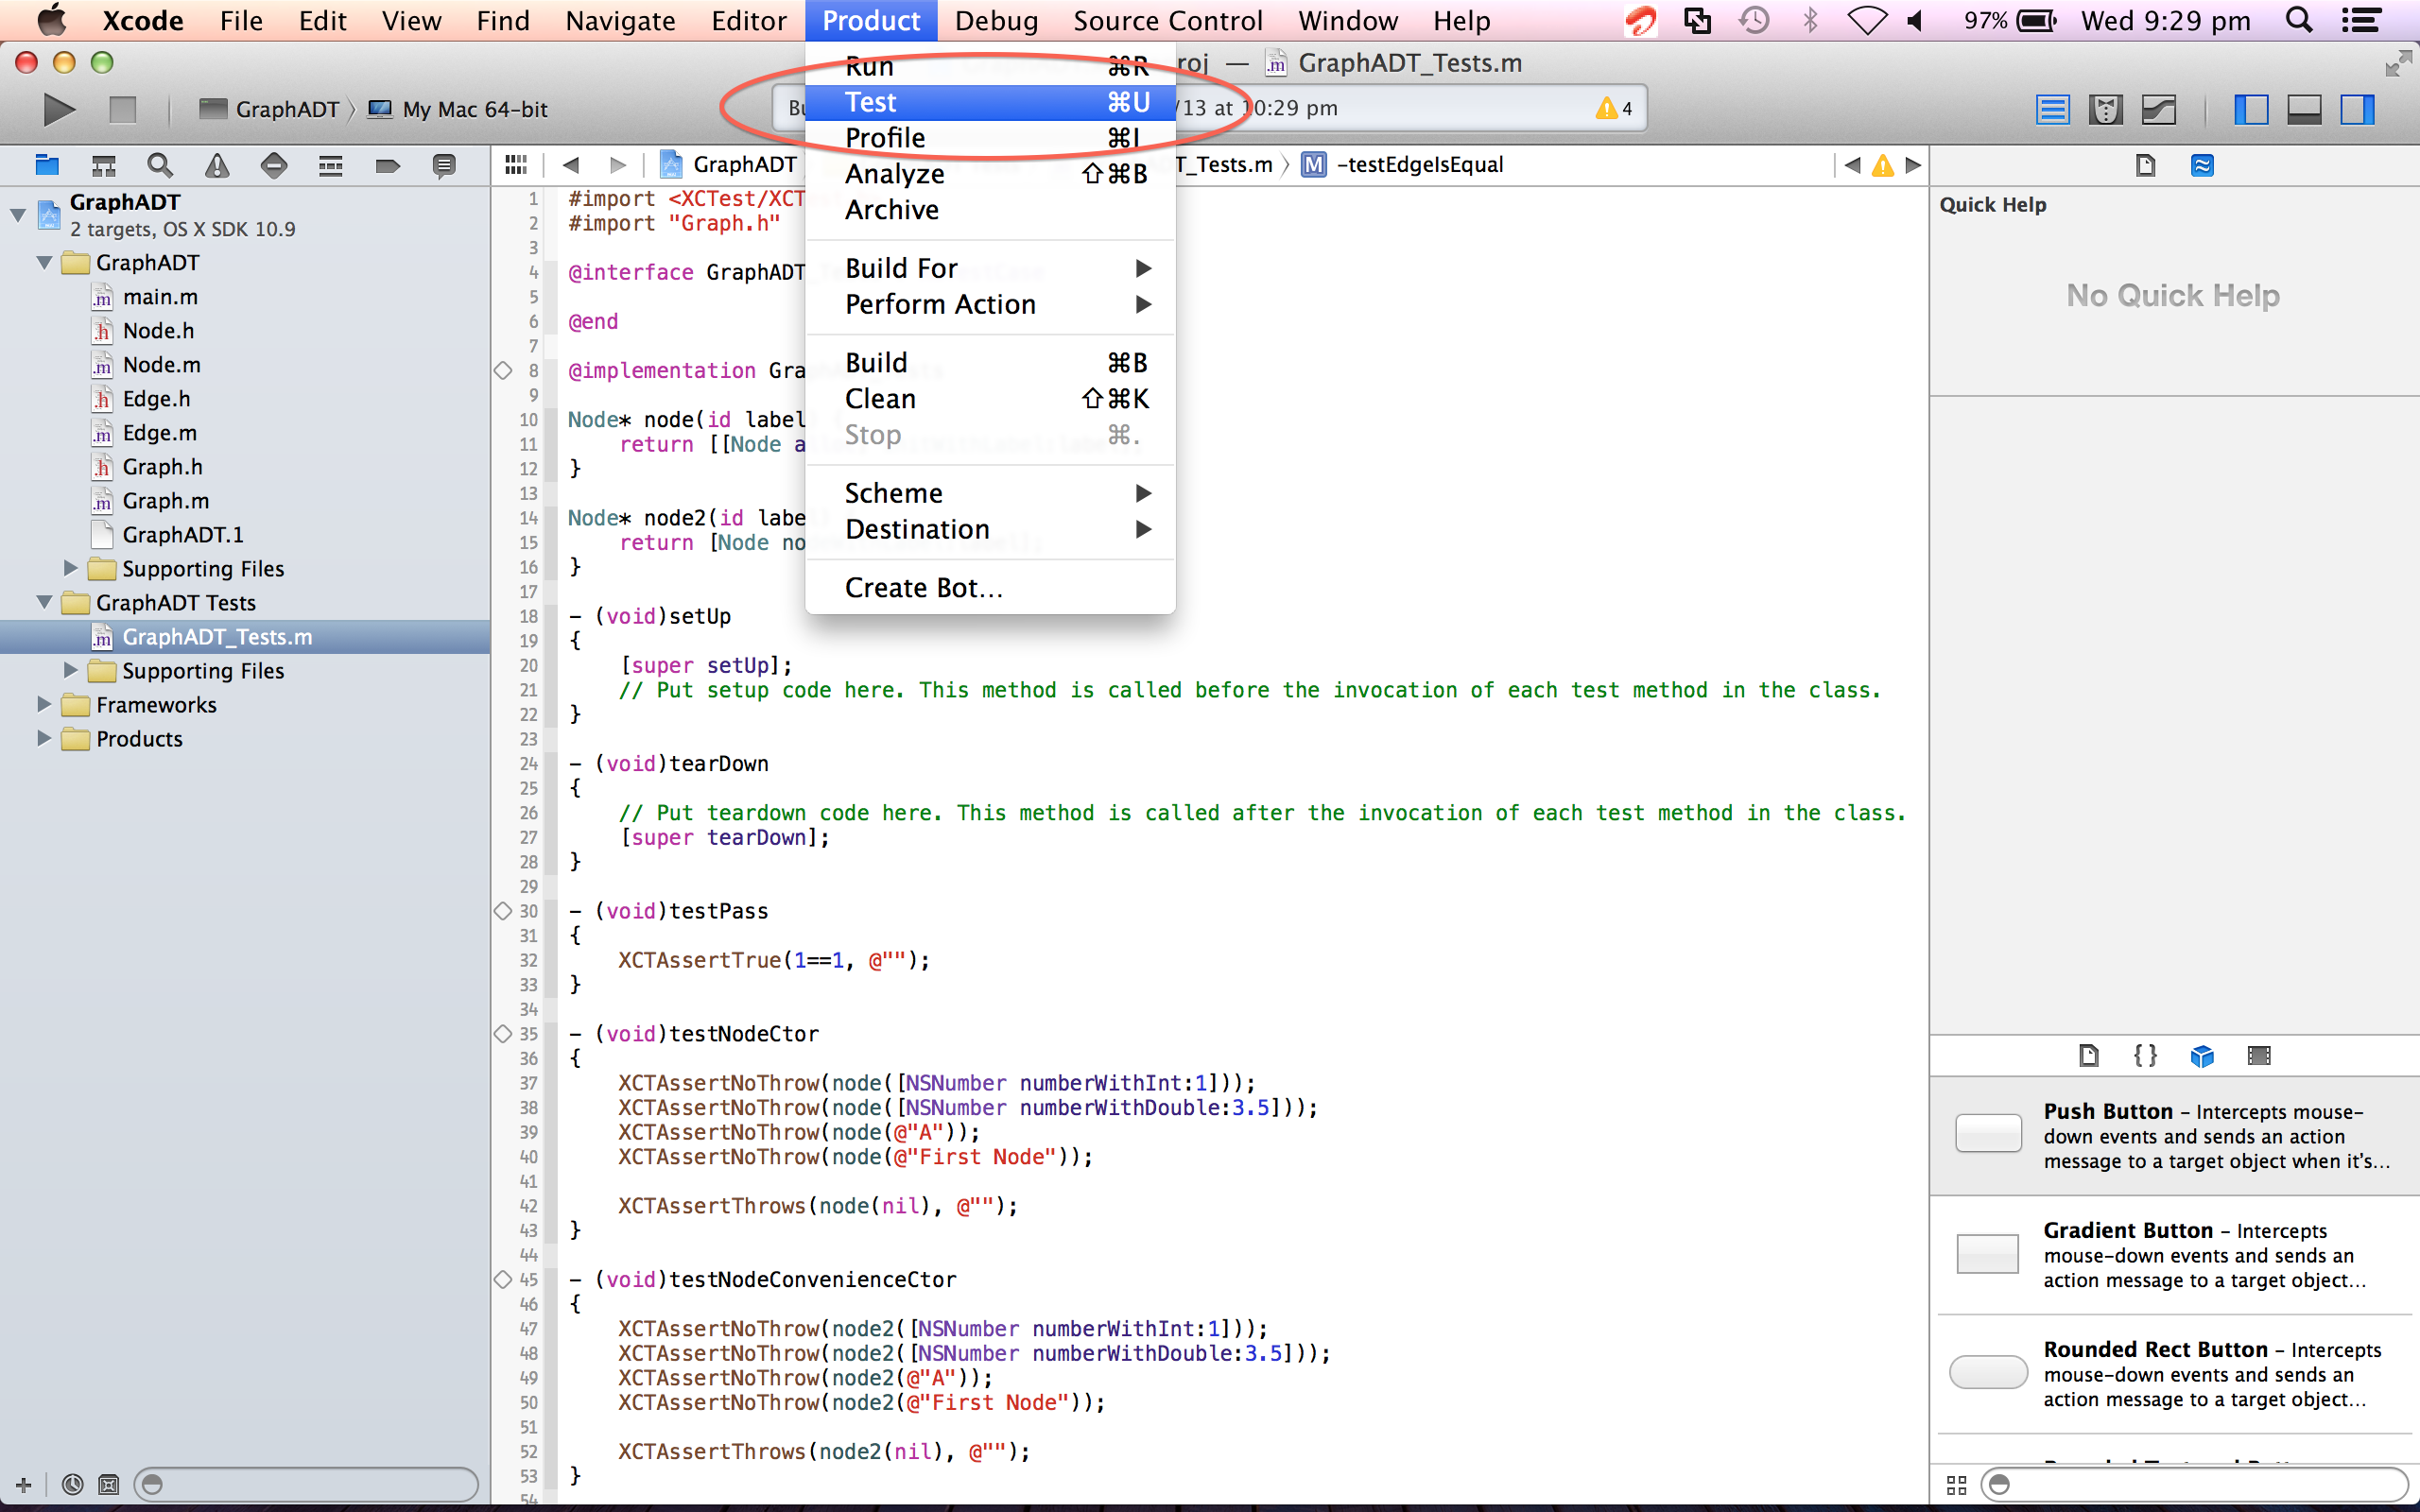 Xcode File Edit View Find Navigate Editor Product Debug Source Control Window Help 97% Wed 9:29 pm
roj — GraphADT_Tests.m
GraphADT My Mac 64-bit
/13 at 10:29 pm 4
Run ⌘R
Test ⌘U
Profile ⌘I
Analyze ⇧⌘B
Archive
Build For ▶
Perform Action ▶
Build ⌘B
Clean ⇧⌘K
Stop ⌘.
Scheme ▶
Destination ▶
Create Bot...
GraphADT T_Tests.m -testEdgeIsEqual
GraphADT
2 targets, OS X SDK 10.9
GraphADT
main.m
Node.h
Node.m
Edge.h
Edge.m
Graph.h
Graph.m
GraphADT.1
Supporting Files
GraphADT Tests
GraphADT_Tests.m
Supporting Files
Frameworks
Products
1 #import <XCTest/XCT
2 #import "Graph.h"
3
4 @interface GraphADT
5
6 @end
7
8 @implementation Gra
9
10 Node* node(id label
11 return [[Node a
12 }
13
14 Node* node2(id labe
15 return [Node no
16 }
17
18 - (void)setUp
19 {
20 [super setUp];
21 // Put setup code here. This method is called before the invocation of each test method in the class.
22 }
23
24 - (void)tearDown
25 {
26 // Put teardown code here. This method is called after the invocation of each test method in the class.
27 [super tearDown];
28 }
29
30 - (void)testPass
31 {
32 XCTAssertTrue(1==1, @"");
33 }
34
35 - (void)testNodeCtor
36 {
37 XCTAssertNoThrow(node([NSNumber numberWithInt:1]));
38 XCTAssertNoThrow(node([NSNumber numberWithDouble:3.5]));
39 XCTAssertNoThrow(node(@"A"));
40 XCTAssertNoThrow(node(@"First Node"));
41
42 XCTAssertThrows(node(nil), @"");
43 }
44
45 - (void)testNodeConvenienceCtor
46 {
47 XCTAssertNoThrow(node2([NSNumber numberWithInt:1]));
48 XCTAssertNoThrow(node2([NSNumber numberWithDouble:3.5]));
49 XCTAssertNoThrow(node2(@"A"));
50 XCTAssertNoThrow(node2(@"First Node"));
51
52 XCTAssertThrows(node2(nil), @"");
53 }
54
Quick Help
No Quick Help
Push Button - Intercepts mouse-
down events and sends an action
message to a target object when it's...
Gradient Button - Intercepts
mouse-down events and sends an
action message to a target object...
Rounded Rect Button - Intercepts
mouse-down events and sends an
action message to a target object...